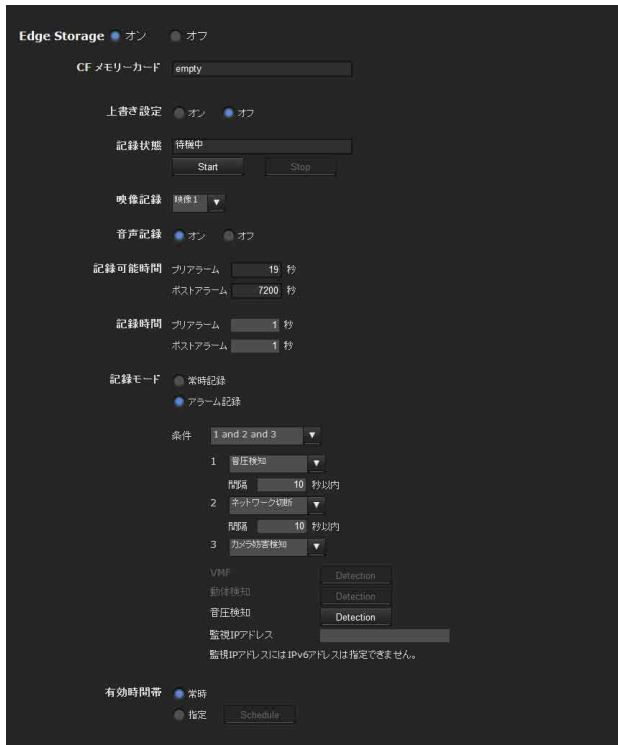 Edge Storage オン オフ
CF メモリーカード empty
上書き設定 オン オフ
記録状態 待機中
Start Stop
映像記録 映像1
音声記録 オン オフ
記録可能時間 プリアラーム 19 秒
ポストアラーム 7200 秒
記録時間 プリアラーム 1 秒
ポストアラーム 1 秒
記録モード 常時記録
アラーム記録
条件 1 and 2 and 3
1 音圧検知
間隔 10 秒以内
2 ネットワーク切断
間隔 10 秒以内
3 カメラ妨害検知
VMF Detection
動体検知 Detection
音圧検知 Detection
監視IPアドレス
監視IPアドレスにはIPv6アドレスは指定できません。
有効時間帯 常時
指定 Schedule